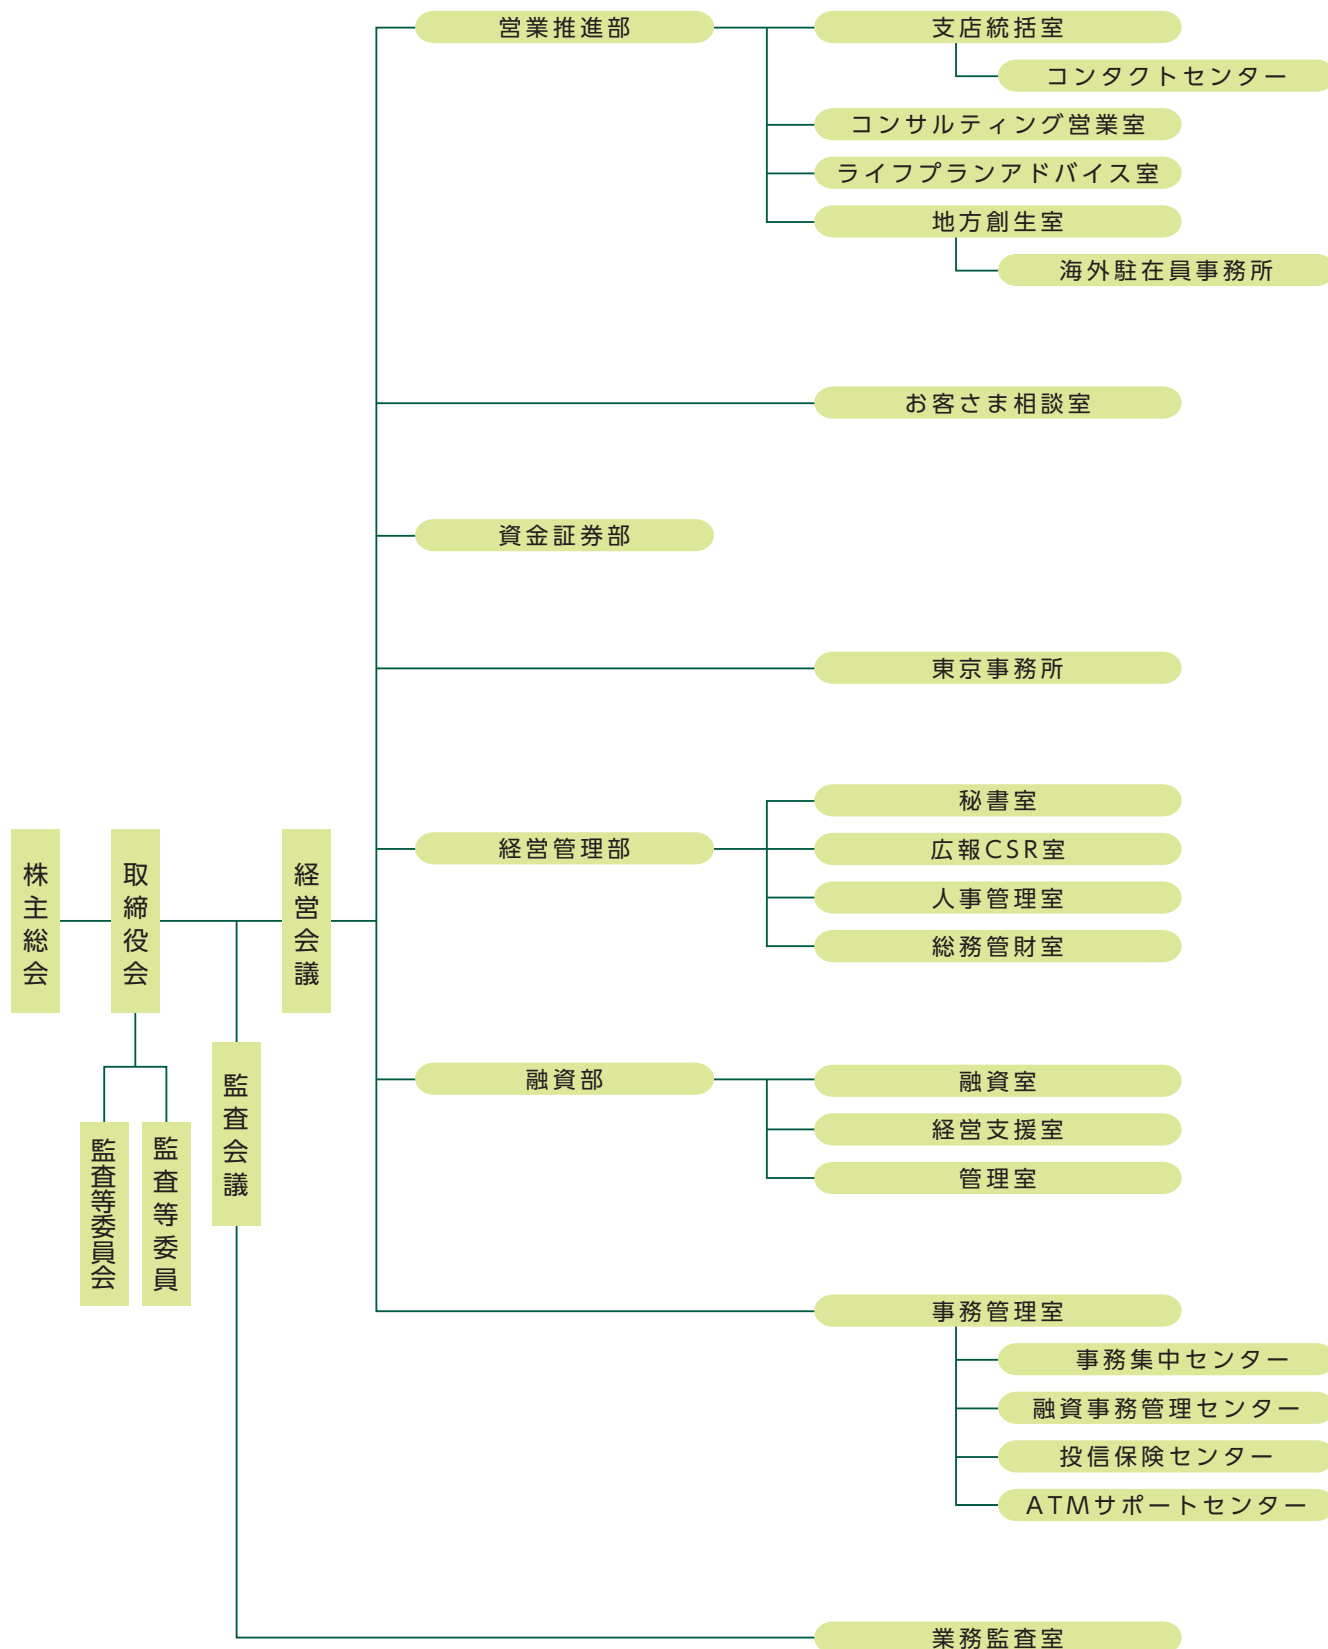 営業推進部
支店統括室
コンタクトセンター
コンサルティング営業室
ライフプランアドバイス室
地方創生室
海外駐在員事務所
お客さま相談室
資金証券部
東京事務所
株主総会
取締役会
経営会議
経営管理部
秘書室
広報CSR室
人事管理室
総務管財室
監査等委員会
監査等委員
監査会議
融資部
融資室
経営支援室
管理室
事務管理室
事務集中センター
融資事務管理センター
投信保険センター
ATMサポートセンター
業務監査室